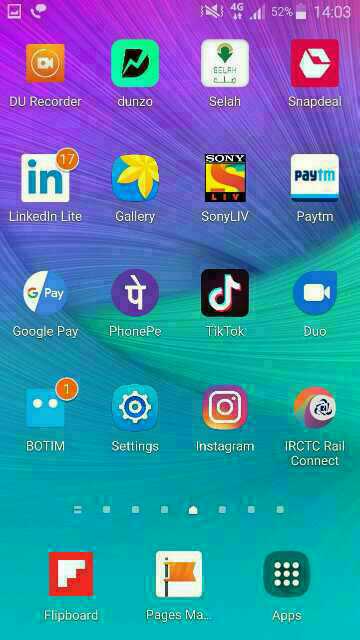 4G 52% 14:03
SELAH
DU Recorder dunzo Selah Snapdeal
17
in SONY LIV paytm
LinkedIn Lite Gallery SonyLIV Paytm
G Pay पे
Google Pay PhonePe TikTok Duo
1
BOTIM Settings Instagram IRCTC Rail Connect
Flipboard Pages Ma... Apps